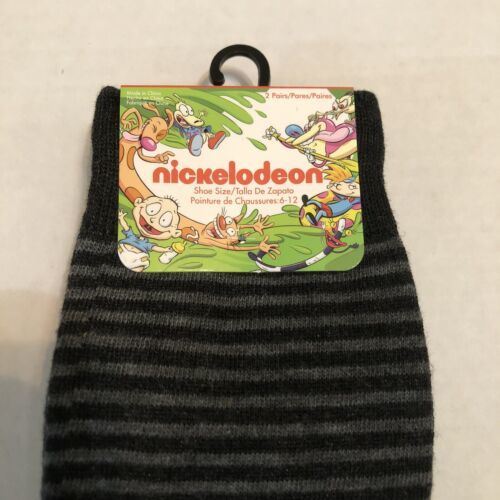 Made in China
Hecho en China
Fabriqué en Chine
2 Pairs/Pares/Paires
nickelodeon
Shoe Size/Talla De Zapato
Pointure de Chaussures: 6-12